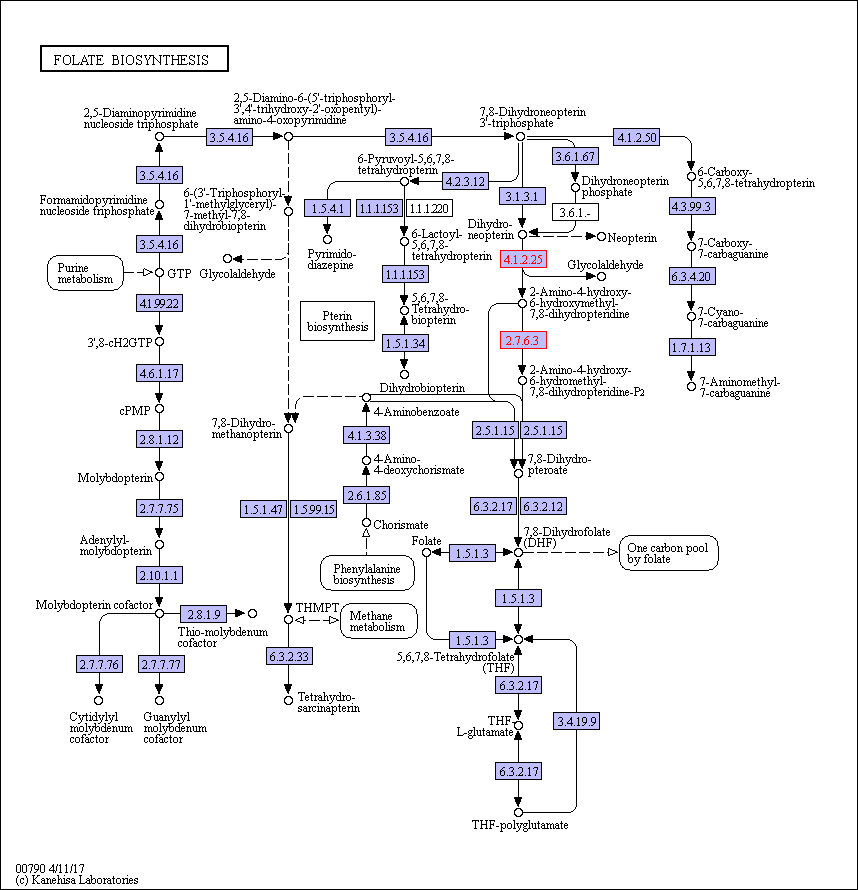 FOLATE BIOSYNTHESIS
2,5-Diaminopyrimidine
nucleoside triphosphate
2,5-Diamino-6-(5'-triphosphoryl-
3',4'-trihydroxy-2'-oxopentyl)-
amino-4-oxopyrimidine
7,8-Dihydroneopterin
3'-triphosphate
3.5.4.16
3.5.4.16
4.1.2.50
3.5.4.16
Formamidopyrimidine
nucleoside triphosphate
3.5.4.16
Purine
metabolism
GTP
4.1.99.22
3',8-cH2GTP
4.6.1.17
cPMP
2.8.1.12
Molybdopterin
2.7.7.75
Adenylyl-
molybdopterin
2.10.1.1
Molybdopterin cofactor
2.8.1.9
Thio-molybdenum
cofactor
2.7.7.76
2.7.7.77
Cytidylyl
molybdenum
cofactor
Guanylyl
molybdenum
cofactor
6-(3'-Triphosphoryl-
1'-methylglyceryl)-
7-methyl-7,8-
dihydrobiopterin
Glycolaldehyde
7,8-Dihydro-
methanopterin
1.5.1.47
1.5.99.15
THMPT
Methane
metabolism
6.3.2.33
Tetrahydro-
sarcinapterin
6-Pyruvoyl-5,6,7,8-
tetrahydropterin
4.2.3.12
1.5.4.1
1.1.1.153
1.1.1.220
Pyrimido-
diazepine
6-Lactoyl-
5,6,7,8-
tetrahydropterin
1.1.1.153
5,6,7,8-
Tetrahydro-
biopterin
Pterin
biosynthesis
1.5.1.34
Dihydrobiopterin
4-Aminobenzoate
4.1.3.38
4-Amino-
4-deoxychorismate
2.6.1.85
Chorismate
Phenylalanine
biosynthesis
3.6.1.67
Dihydroneopterin
phosphate
3.1.3.1
3.6.1.-
Dihydro-
neopterin
Neopterin
4.1.2.25
Glycolaldehyde
2-Amino-4-hydroxy-
6-hydroxymethyl-
7,8-dihydropteridine
2.7.6.3
2-Amino-4-hydroxy-
6-hydromethyl-
7,8-dihydropteridine-P2
2.5.1.15
2.5.1.15
7,8-Dihydro-
pteroate
6.3.2.17
6.3.2.12
7,8-Dihydrofolate
(DHF)
Folate
1.5.1.3
One carbon pool
by folate
1.5.1.3
1.5.1.3
5,6,7,8-Tetrahydrofolate
(THF)
6.3.2.17
3.4.19.9
THF-
L-glutamate
6.3.2.17
THF-polyglutamate
6-Carboxy-
5,6,7,8-tetrahydropterin
4.3.99.3
7-Carboxy-
7-carbaguanine
6.3.4.20
7-Cyano-
7-carbaguanine
1.7.1.13
7-Aminomethyl-
7-carbaguanine
00790 4/11/17
(c) Kanehisa Laboratories